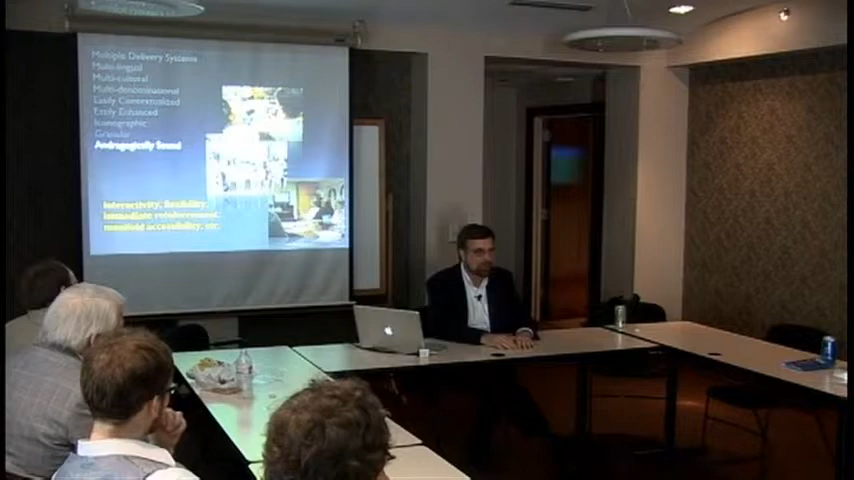 Multiple Delivery Systems
Multi-lingual
Multi-cultural
Multi-denominational
Easily Contextualized
Easily Enhanced
Iconographic
Granular
Andragogically Sound
Interactivity, flexibility,
immediate reinforcement,
manifold accessibility, etc.